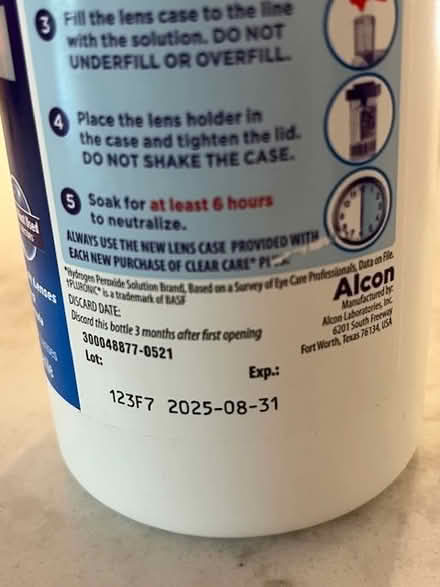 3 Fill the lens case to the line
with the solution. DO NOT
UNDERFILL OR OVERFILL.
4 Place the lens holder in
the case and tighten the lid.
DO NOT SHAKE THE CASE.
5 Soak for at least 6 hours
to neutralize.
ALWAYS USE THE NEW LENS CASE PROVIDED WITH
EACH NEW PURCHASE OF CLEAR CARE®
*Hydrogen Peroxide Solution Brand, Based on a Survey of Eye Care Professionals, Data on File.
†PLURONIC® is a trademark of BASF
DISCARD DATE:
Discard this bottle 3 months after first opening
300048877-0521
Lot:
Exp.:
123F7 2025-08-31
Alcon
Manufactured by:
Alcon Laboratories, Inc.
6201 South Freeway
Fort Worth, Texas 76134, USA
Lenses